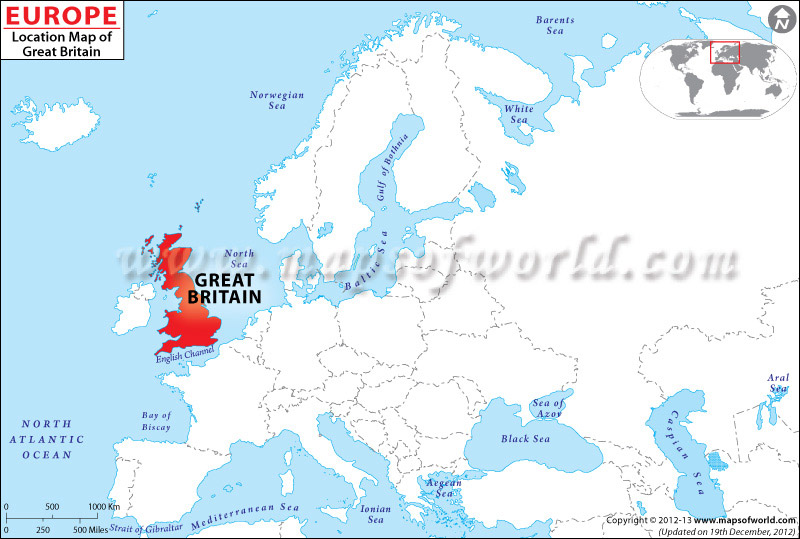 EUROPE
Location Map of
Great Britain
N
Barents
Sea
Norwegian
Sea
White
Sea
Gulf of Bothnia
North
Sea
Baltic Sea
www.mapsofworld.com
GREAT
BRITAIN
English Channel
Bay of
Biscay
NORTH
ATLANTIC
OCEAN
Sea of
Azov
Black Sea
Aral
Sea
Caspian Sea
Aegean
Sea
Ionian
Sea
Mediterranean Sea
Strait of Gibraltar
0 500 1000 Km
0 250 500 Miles
Copyright © 2012-13 www.mapsofworld.com
(Updated on 19th December, 2012)